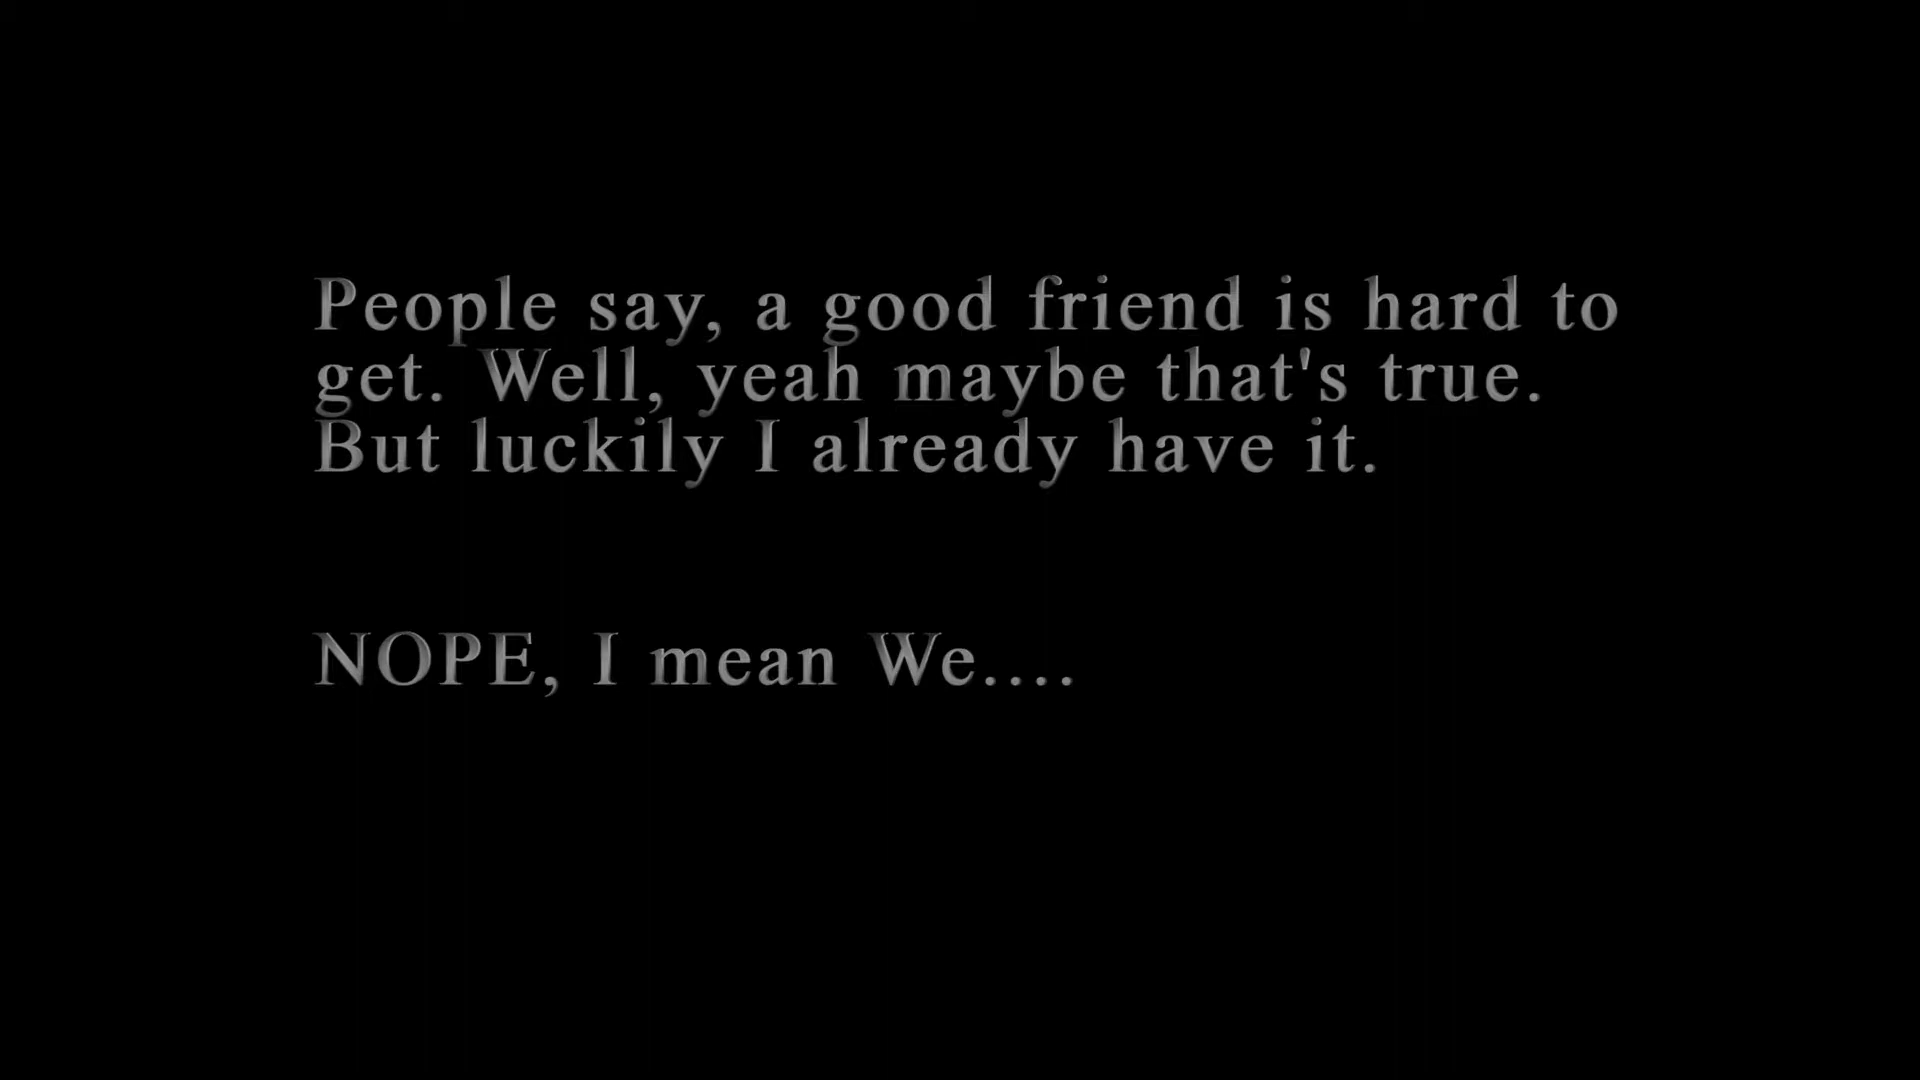 People say, a good friend is hard to
get. Well, yeah maybe that's true.
But luckily I already have it.
NOPE, I mean We....